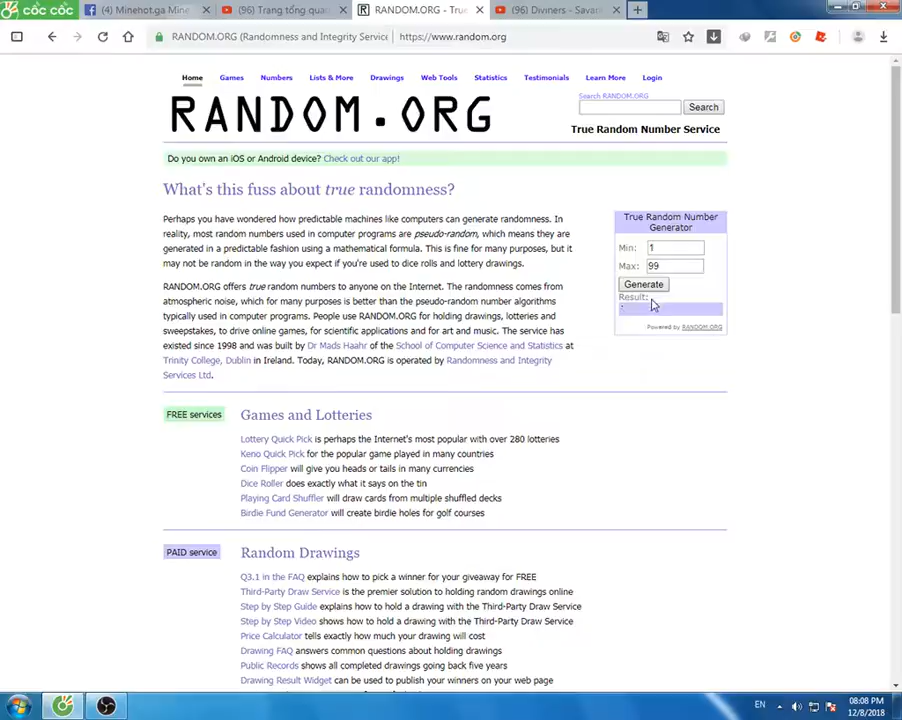 cốc cốc
(4) Minehot.ga Mine
(96) Trang tổng quan
RANDOM.ORG - True
(96) Diviners - Savan
RANDOM.ORG (Randomness and Integrity Service
https://www.random.org
Home Games Numbers Lists & More Drawings Web Tools Statistics Testimonials Learn More Login
RANDOM.ORG
Search RANDOM.ORG
Search
True Random Number Service
Do you own an iOS or Android device? Check out our app!
What's this fuss about true randomness?
Perhaps you have wondered how predictable machines like computers can generate randomness. In
reality, most random numbers used in computer programs are pseudo-random, which means they are
generated in a predictable fashion using a mathematical formula. This is fine for many purposes, but it
may not be random in the way you expect if you're used to dice rolls and lottery drawings.
RANDOM.ORG offers true random numbers to anyone on the Internet. The randomness comes from
atmospheric noise, which for many purposes is better than the pseudo-random number algorithms
typically used in computer programs. People use RANDOM.ORG for holding drawings, lotteries and
sweepstakes, to drive online games, for scientific applications and for art and music. The service has
existed since 1998 and was built by Dr Mads Haahr of the School of Computer Science and Statistics at
Trinity College, Dublin in Ireland. Today, RANDOM.ORG is operated by Randomness and Integrity
Services Ltd.
True Random Number
Generator
Min: 1
Max: 99
Generate
Result:
Powered by RANDOM.ORG
FREE services
Games and Lotteries
Lottery Quick Pick is perhaps the Internet's most popular with over 280 lotteries
Keno Quick Pick for the popular game played in many countries
Coin Flipper will give you heads or tails in many currencies
Dice Roller does exactly what it says on the tin
Playing Card Shuffler will draw cards from multiple shuffled decks
Birdie Fund Generator will create birdie holes for golf courses
PAID service
Random Drawings
Q3.1 in the FAQ explains how to pick a winner for your giveaway for FREE
Third-Party Draw Service is the premier solution to holding random drawings online
Step by Step Guide explains how to hold a drawing with the Third-Party Draw Service
Step by Step Video shows how to hold a drawing with the Third-Party Draw Service
Price Calculator tells exactly how much your drawing will cost
Drawing FAQ answers common questions about holding drawings
Public Records shows all completed drawings going back five years
Drawing Result Widget can be used to publish your winners on your web page
EN
08:08 PM
12/8/2018